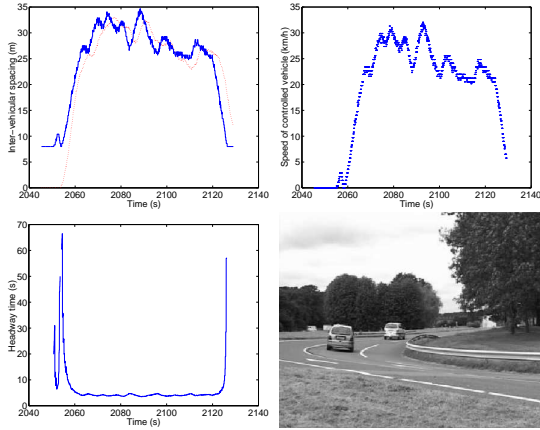 35
30
25
20
15
10
5
0
Inter−vehicular spacing (m)
2040 2060 2080 2100 2120 2140
Time (s)
35
30
25
20
15
10
5
0
Speed of controlled vehicle (km/h)
2040 2060 2080 2100 2120 2140
Time (s)
70
60
50
40
30
20
10
0
Headway time (s)
2040 2060 2080 2100 2120 2140
Time (s)